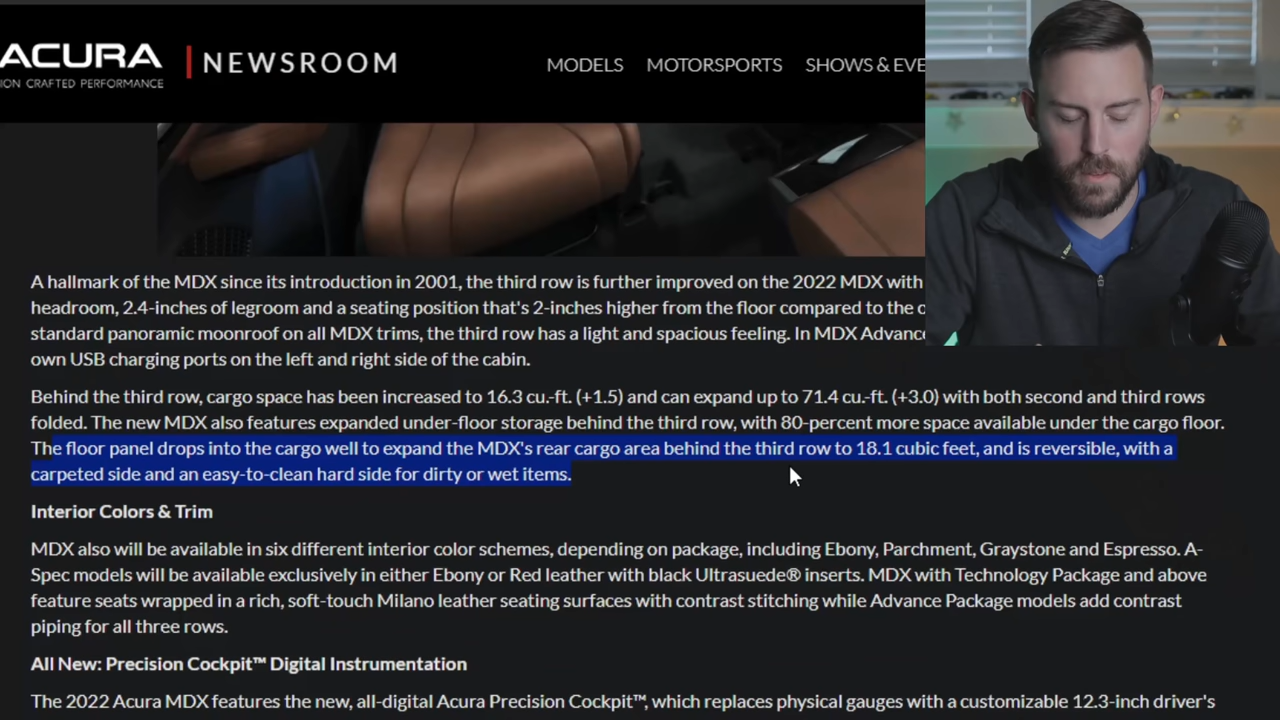 ACURA
NEWSROOM
MODELS MOTORSPORTS SHOWS &
ION CRAFTED PERFORMANCE
A hallmark of the MDX since its introduction in 2001, the third row is further improved on the 2022 MDX with
headroom, 2.4-inches of legroom and a seating position that's 2-inches higher from the floor compared to the
standard panoramic moonroof on all MDX trims, the third row has a light and spacious feeling. In MDX
own USB charging ports on the left and right side of the cabin.
Behind the third row, cargo space has been increased to 16.3 cu.-ft. (+1.5) and can expand up to 71.4 cu.-ft. (+3.0) with both second and third rows
folded. The new MDX also features expanded under-floor storage behind the third row, with 80-percent more space available under the cargo floor.
The floor panel drops into the cargo well to expand the MDX's rear cargo area behind the third row to 18.1 cubic feet, and is reversible, with a
carpeted side and an easy-to-clean hard side for dirty or wet items.
Interior Colors & Trim
MDX also will be available in six different interior color schemes, depending on package, including Ebony, Parchment, Graystone and Espresso. A-
Spec models will be available exclusively in either Ebony or Red leather with black Ultrasuede® inserts. MDX with Technology Package and above
feature seats wrapped in a rich, soft-touch Milano leather seating surfaces with contrast stitching while Advance Package models add contrast
piping for all three rows.
All New: Precision Cockpit™ Digital Instrumentation
The 2022 Acura MDX features the new, all-digital Acura Precision Cockpit™, which replaces physical gauges with a customizable 12.3-inch driver's